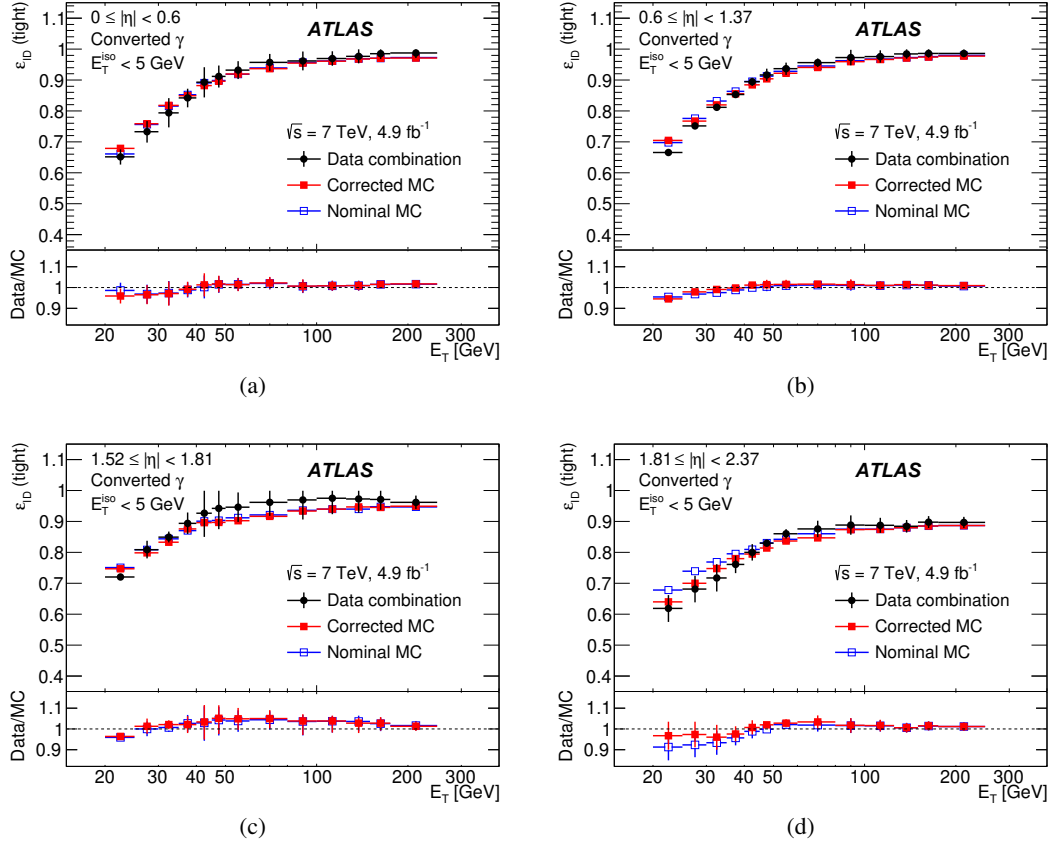 0 ≤ |η| < 0.6
Converted γ
E_T^iso < 5 GeV
ATLAS
√s = 7 TeV, 4.9 fb⁻¹
Data combination
Corrected MC
Nominal MC
ε_ID (tight)
1.1
1
0.9
0.8
0.7
0.6
0.5
0.4
Data/MC
1.1
1
0.9
20 30 40 50 100 200 300
E_T [GeV]
(a)
0.6 ≤ |η| < 1.37
Converted γ
E_T^iso < 5 GeV
ATLAS
√s = 7 TeV, 4.9 fb⁻¹
Data combination
Corrected MC
Nominal MC
ε_ID (tight)
1.1
1
0.9
0.8
0.7
0.6
0.5
0.4
Data/MC
1.1
1
0.9
20 30 40 50 100 200 300
E_T [GeV]
(b)
1.52 ≤ |η| < 1.81
Converted γ
E_T^iso < 5 GeV
ATLAS
√s = 7 TeV, 4.9 fb⁻¹
Data combination
Corrected MC
Nominal MC
ε_ID (tight)
1.1
1
0.9
0.8
0.7
0.6
0.5
0.4
Data/MC
1.1
1
0.9
20 30 40 50 100 200 300
E_T [GeV]
(c)
1.81 ≤ |η| < 2.37
Converted γ
E_T^iso < 5 GeV
ATLAS
√s = 7 TeV, 4.9 fb⁻¹
Data combination
Corrected MC
Nominal MC
ε_ID (tight)
1.1
1
0.9
0.8
0.7
0.6
0.5
0.4
Data/MC
1.1
1
0.9
20 30 40 50 100 200 300
E_T [GeV]
(d)